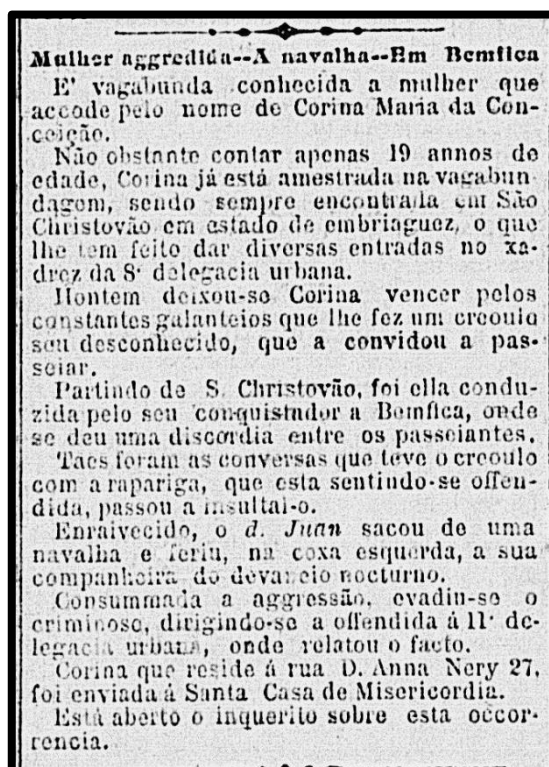 Mulher aggredida--A navalha--Em Bemfica
E' vagabunda conhecida a mulher que
accode pelo nome de Corina Maria da Con-
ceição.
Não obstante contar apenas 19 annos de
edade, Corina já está amestrada na vagabun-
dagem, sendo sempre encontrada em São
Christovão em estado de embriaguez, o que
lhe tem feito dar diversas entradas no xa-
drez da 8ª delegacia urbana.
Hontem deixou-se Corina vencer pelos
constantes galanteios que lhe fez um creoulo
seu desconhecido, que a convidou a pas-
seiar.
Partindo de S. Christovão, foi ella condu-
zida pelo seu conquistador a Bemfica, onde
se deu uma discordia entre os passeiantes.
Taes foram as conversas que teve o creoulo
com a rapariga, que esta sentindo-se offen-
dida, passou a insultal-o.
Enraivecido, o d. Juan sacou de uma
navalha e feriu, na coxa esquerda, a sua
companheira do devaneio nocturno.
Consummada a aggressão, evadiu-se o
criminoso, dirigindo-se a offendida á 11ª de-
legacia urbana, onde relatou o facto.
Corina que reside á rua D. Anna Nery 27,
foi enviada á Santa Casa de Misericordia.
Está aberto o inquerito sobre esta occor-
rencia.